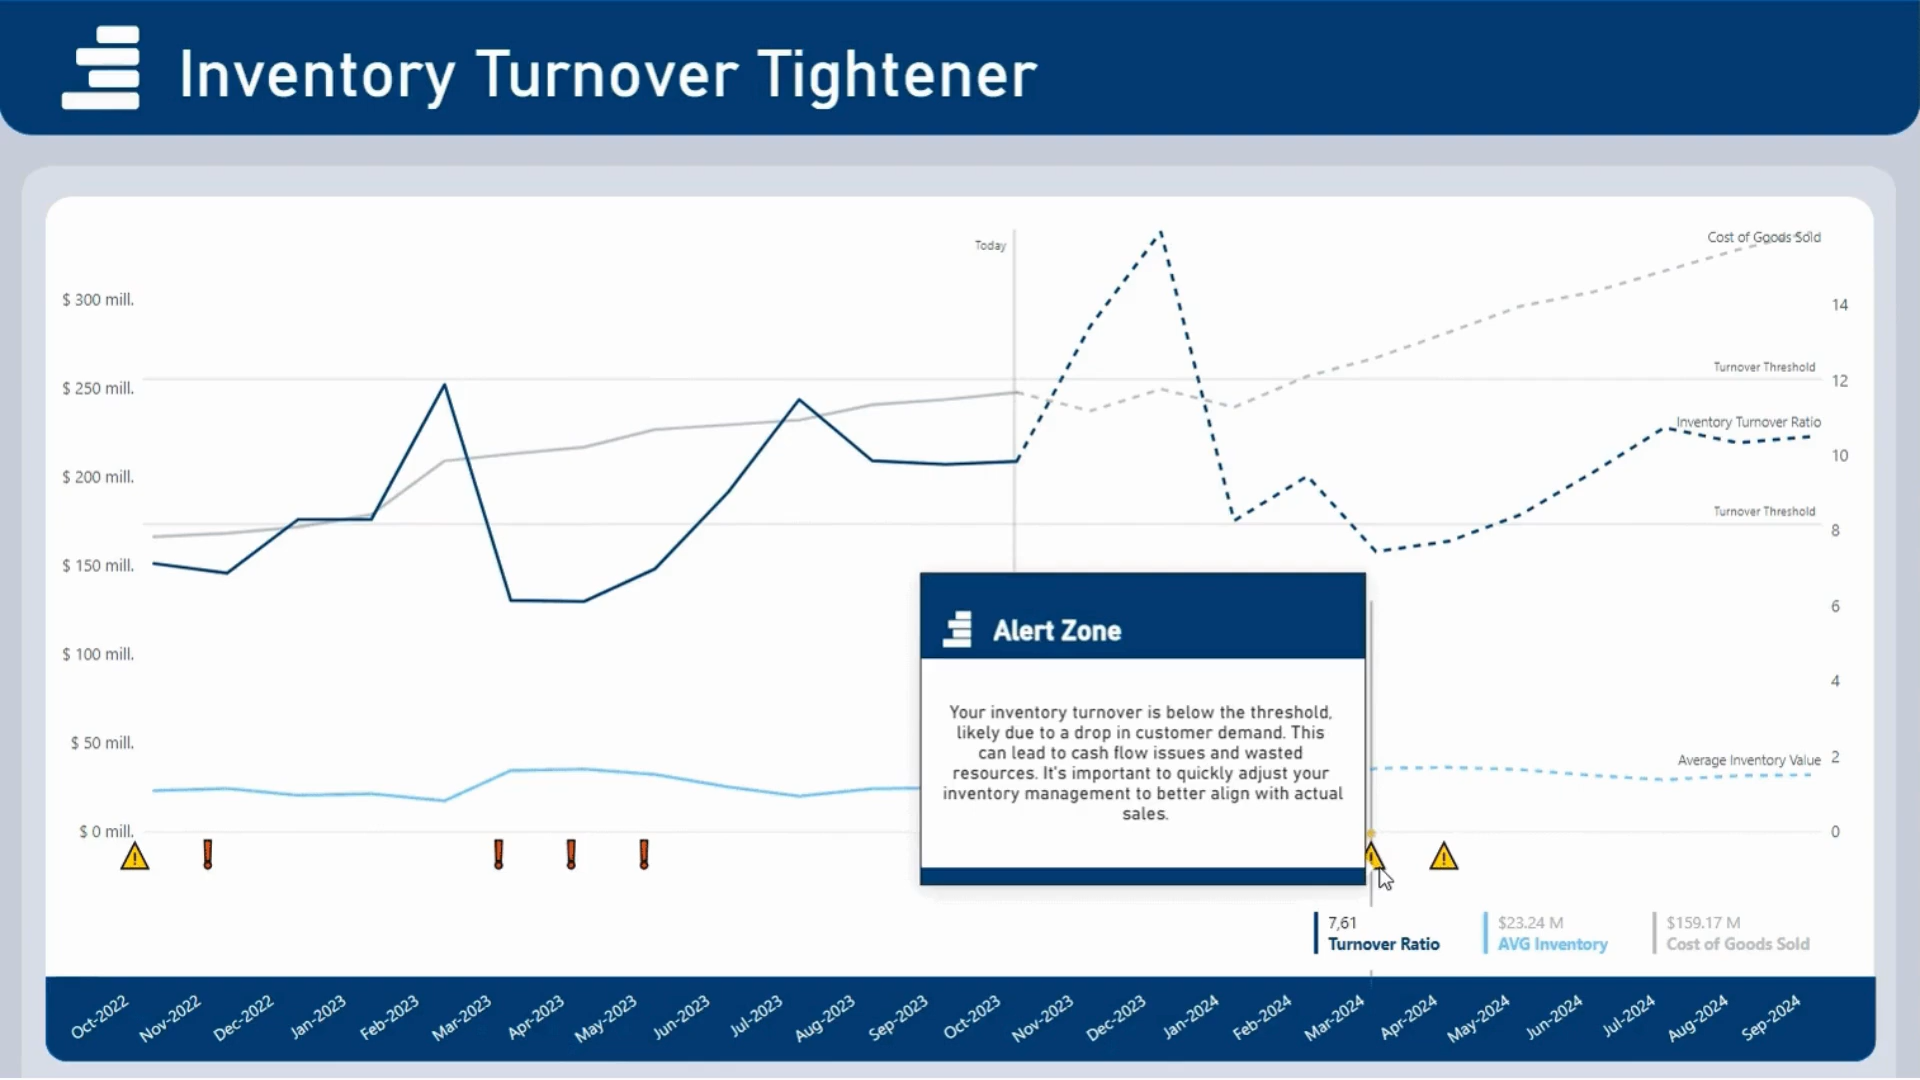 Inventory Turnover Tightener
Today
Cost of Goods Sold
$ 300 mill.
14
$ 250 mill.
Turnover Threshold
12
Inventory Turnover Ratio
10
$ 200 mill.
Turnover Threshold
8
$ 150 mill.
6
$ 100 mill.
4
$ 50 mill.
Average Inventory Value
2
$ 0 mill.
0
Alert Zone
Your inventory turnover is below the threshold,
likely due to a drop in customer demand. This
can lead to cash flow issues and wasted
resources. It's important to quickly adjust your
inventory management to better align with actual
sales.
7,61
Turnover Ratio
$23.24 M
AVG Inventory
$159.17 M
Cost of Goods Sold
Oct-2022
Nov-2022
Dec-2022
Jan-2023
Feb-2023
Mar-2023
Apr-2023
May-2023
Jun-2023
Jul-2023
Aug-2023
Sep-2023
Oct-2023
Nov-2023
Dec-2023
Jan-2024
Feb-2024
Mar-2024
Apr-2024
May-2024
Jun-2024
Jul-2024
Aug-2024
Sep-2024